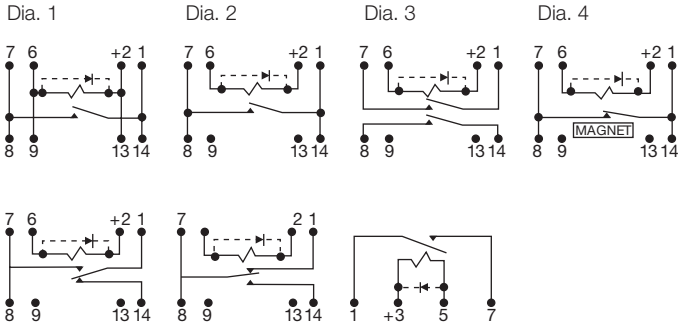 Dia. 1 Dia. 2 Dia. 3 Dia. 4
7 6 +2 1 7 6 +2 1 7 6 +2 1 7 6 +2 1
MAGNET
8 9 13 14 8 9 13 14 8 9 13 14 8 9 13 14
7 6 +2 1 7 2 1
8 9 13 14 8 9 13 14 1 +3 5 7